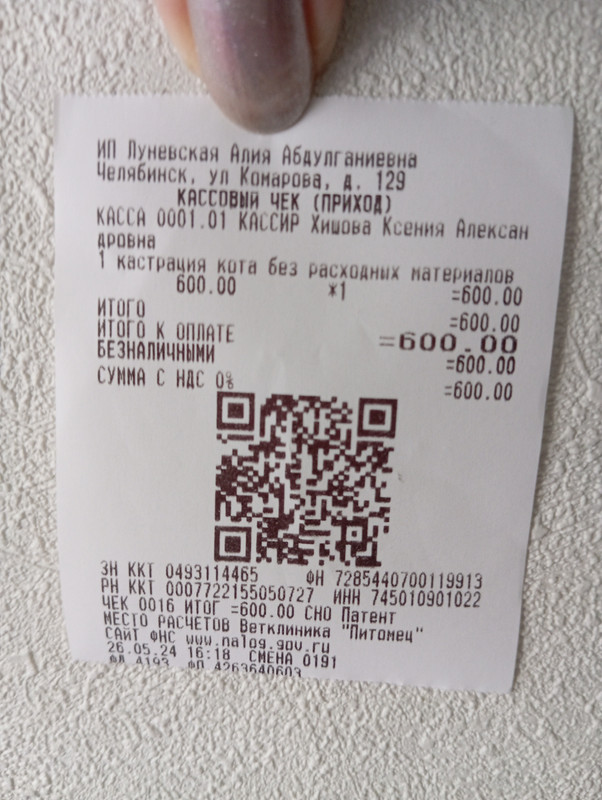 ИП Луневская Алия Абдулганиевна
Челябинск, ул Комарова, д. 129
КАССОВЫЙ ЧЕК (ПРИХОД)
КАССА 0001.01 КАССИР Хишова Ксения Алексан
дровна
1 кастрация кота без расходных материалов
600.00 *1 =600.00
ИТОГО =600.00
ИТОГО К ОПЛАТЕ =600.00
БЕЗНАЛИЧНЫМИ =600.00
СУММА С НДС 0% =600.00
ЗН ККТ 0493114465 ФН 7285440700119913
РН ККТ 0007722155050727 ИНН 745010901022
ЧЕК 0016 ИТОГ =600.00 СНО Патент
МЕСТО РАСЧЕТОВ Ветклиника "Питомец"
САЙТ ФНС www.nalog.gov.ru
26.05.24 16:18 СМЕНА 0191
ФД 4193 ФП 4263640603